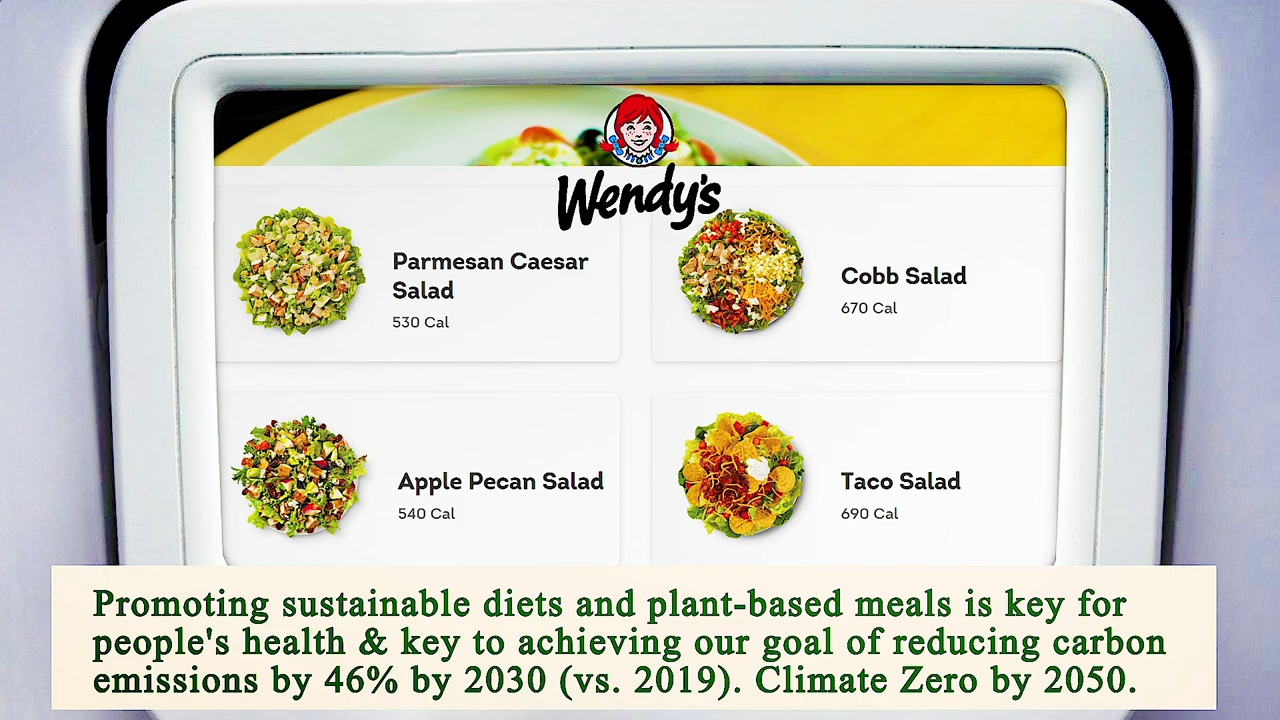 Wendy's
Parmesan Caesar
Salad
530 Cal
Cobb Salad
670 Cal
Apple Pecan Salad
540 Cal
Taco Salad
690 Cal
Promoting sustainable diets and plant-based meals is key for
people's health & key to achieving our goal of reducing carbon
emissions by 46% by 2030 (vs. 2019). Climate Zero by 2050.